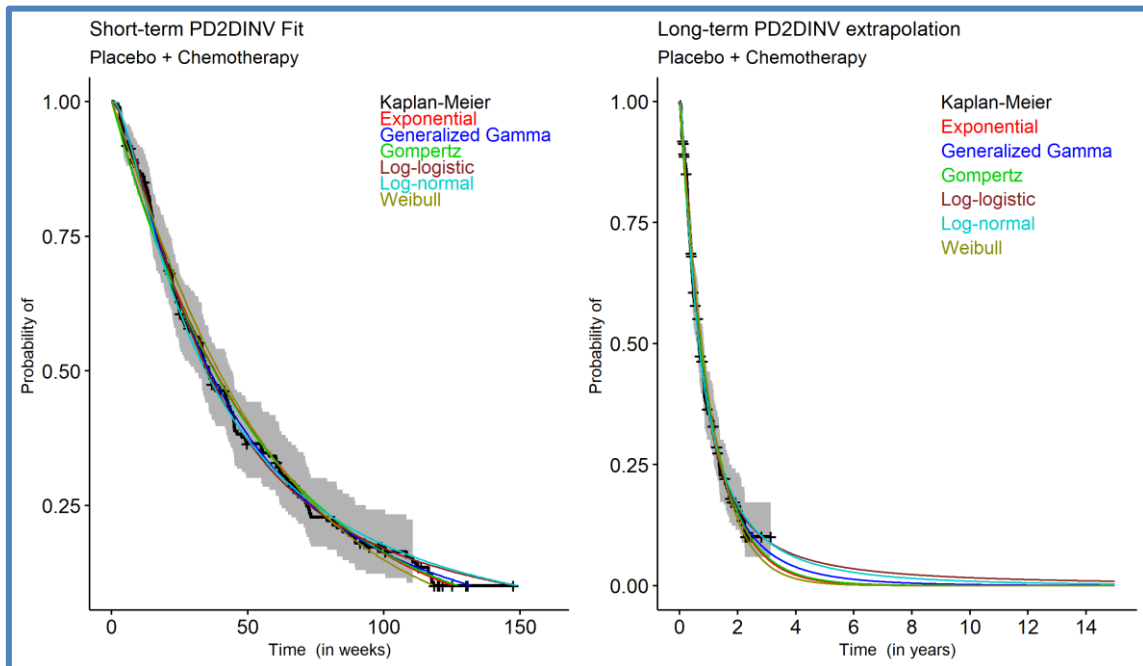 Short-term PD2DINV Fit
Placebo + Chemotherapy
1.00
0.75
0.50
0.25
Probability of
Kaplan-Meier
Exponential
Generalized Gamma
Gompertz
Log-logistic
Log-normal
Weibull
0
50
100
150
Time (in weeks)
Long-term PD2DINV extrapolation
Placebo + Chemotherapy
1.00
0.75
0.50
0.25
0.00
Probability of
Kaplan-Meier
Exponential
Generalized Gamma
Gompertz
Log-logistic
Log-normal
Weibull
0
2
4
6
8
10
12
14
Time (in years)